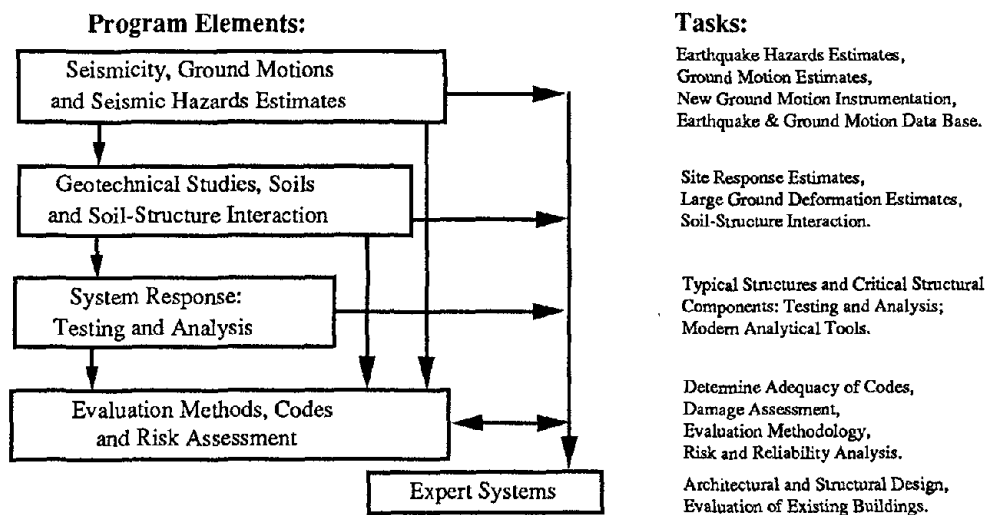 Program Elements:
Seismicity, Ground Motions
and Seismic Hazards Estimates
Geotechnical Studies, Soils
and Soil-Structure Interaction
System Response:
Testing and Analysis
Evaluation Methods, Codes
and Risk Assessment
Expert Systems
Tasks:
Earthquake Hazards Estimates,
Ground Motion Estimates,
New Ground Motion Instrumentation,
Earthquake & Ground Motion Data Base.
Site Response Estimates,
Large Ground Deformation Estimates,
Soil-Structure Interaction.
Typical Structures and Critical Structural
Components: Testing and Analysis;
Modern Analytical Tools.
Determine Adequacy of Codes,
Damage Assessment,
Evaluation Methodology,
Risk and Reliability Analysis.
Architectural and Structural Design,
Evaluation of Existing Buildings.